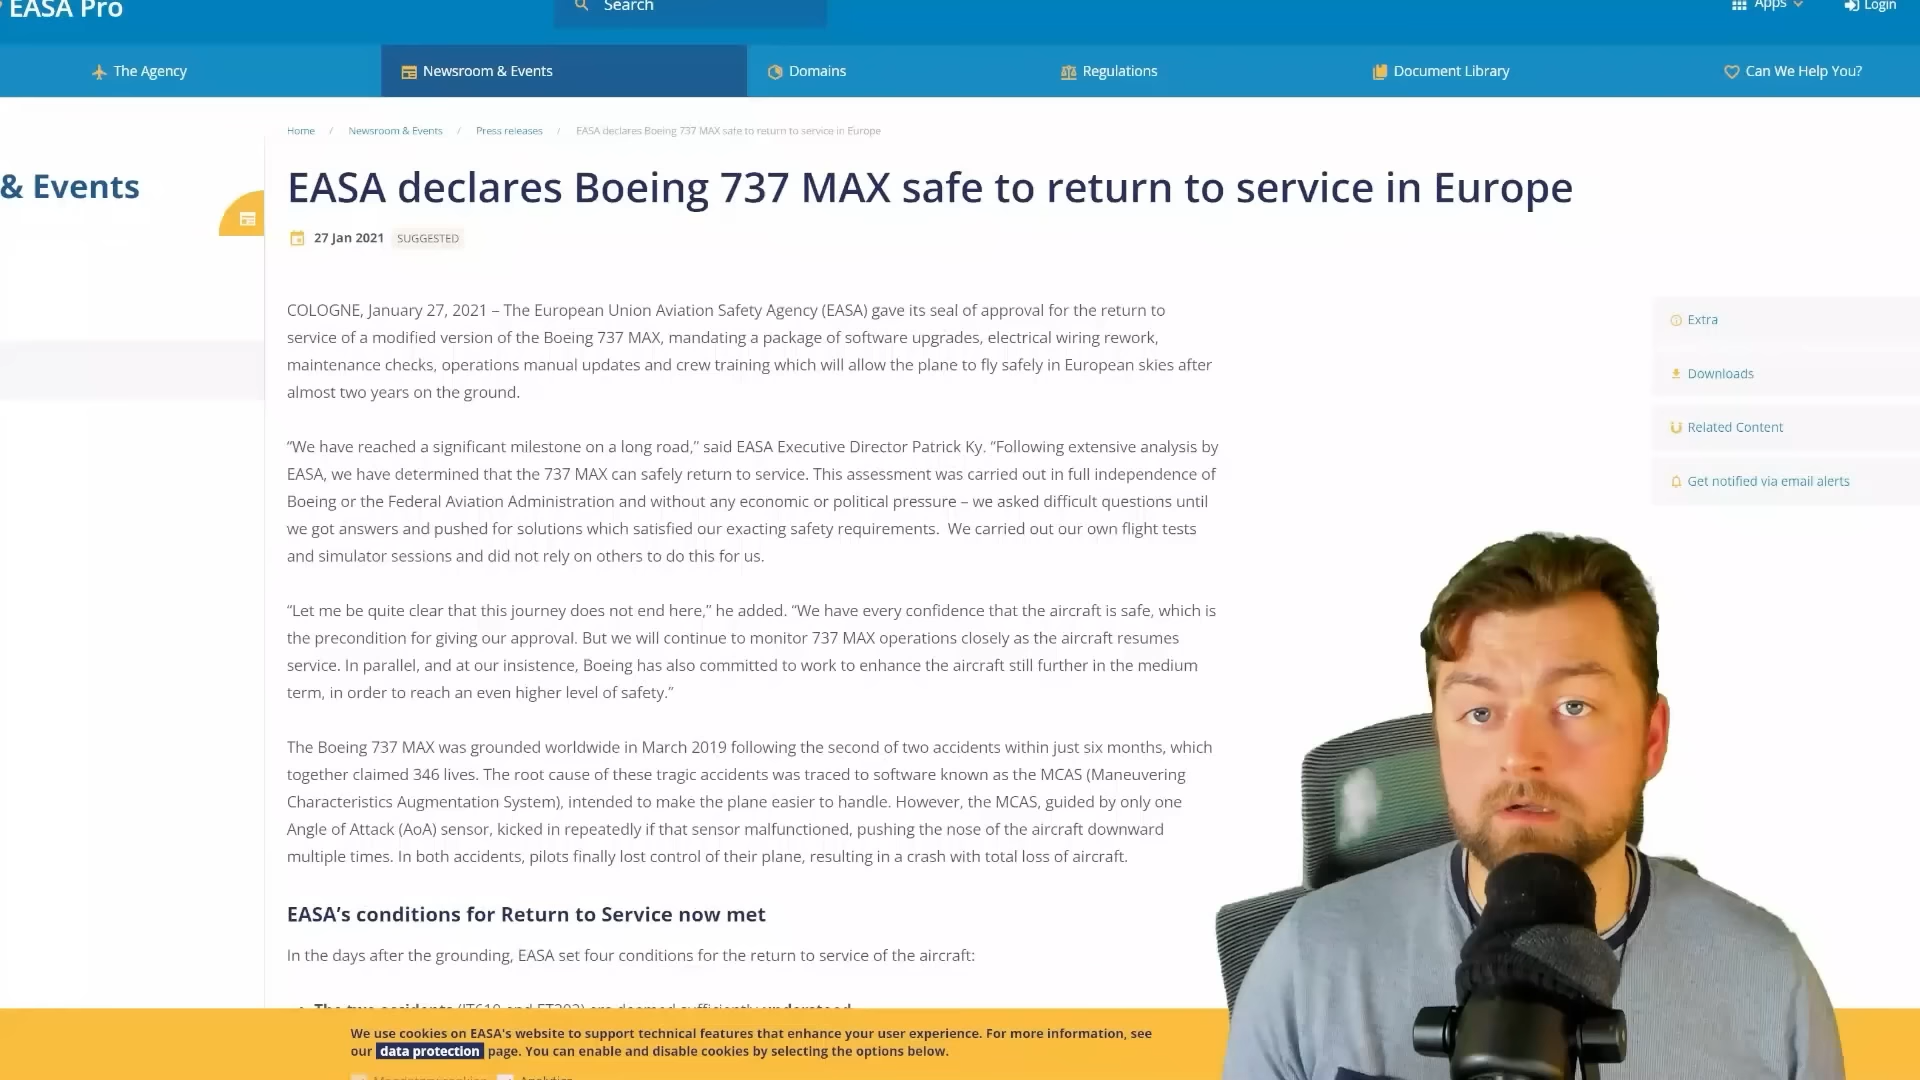 EASA Pro
Search
Apps
Login
The Agency
Newsroom & Events
Domains
Regulations
Document Library
Can We Help You?
Home / Newsroom & Events / Press releases / EASA declares Boeing 737 MAX safe to return to service in Europe
& Events
EASA declares Boeing 737 MAX safe to return to service in Europe
27 Jan 2021 SUGGESTED
COLOGNE, January 27, 2021 – The European Union Aviation Safety Agency (EASA) gave its seal of approval for the return to
service of a modified version of the Boeing 737 MAX, mandating a package of software upgrades, electrical wiring rework,
maintenance checks, operations manual updates and crew training which will allow the plane to fly safely in European skies after
almost two years on the ground.
“We have reached a significant milestone on a long road,” said EASA Executive Director Patrick Ky. “Following extensive analysis by
EASA, we have determined that the 737 MAX can safely return to service. This assessment was carried out in full independence of
Boeing or the Federal Aviation Administration and without any economic or political pressure – we asked difficult questions until
we got answers and pushed for solutions which satisfied our exacting safety requirements.  We carried out our own flight tests
and simulator sessions and did not rely on others to do this for us.
“Let me be quite clear that this journey does not end here,” he added. “We have every confidence that the aircraft is safe, which is
the precondition for giving our approval. But we will continue to monitor 737 MAX operations closely as the aircraft resumes
service. In parallel, and at our insistence, Boeing has also committed to work to enhance the aircraft still further in the medium
term, in order to reach an even higher level of safety.”
The Boeing 737 MAX was grounded worldwide in March 2019 following the second of two accidents within just six months, which
together claimed 346 lives. The root cause of these tragic accidents was traced to software known as the MCAS (Maneuvering
Characteristics Augmentation System), intended to make the plane easier to handle. However, the MCAS, guided by only one
Angle of Attack (AoA) sensor, kicked in repeatedly if that sensor malfunctioned, pushing the nose of the aircraft downward
multiple times. In both accidents, pilots finally lost control of their plane, resulting in a crash with total loss of aircraft.
EASA’s conditions for Return to Service now met
In the days after the grounding, EASA set four conditions for the return to service of the aircraft:
Extra
Downloads
Related Content
Get notified via email alerts
We use cookies on EASA's website to support technical features that enhance your user experience. For more information, see
our data protection page. You can enable and disable cookies by selecting the options below.